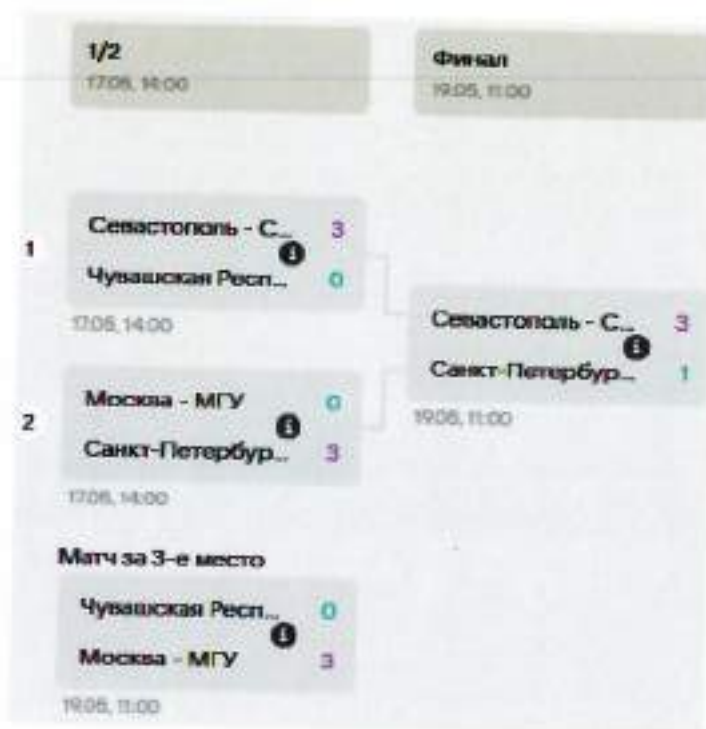 1/2
17.05, 14:00
Финал
19.05, 11:00
1
Севастополь - С... 3
Чувашская Респ... 0
17.05, 14:00
Севастополь - С... 3
Санкт-Петербур... 1
19.05, 11:00
2
Москва - МГУ 0
Санкт-Петербур... 3
17.05, 14:00
Матч за 3-е место
Чувашская Респ... 0
Москва - МГУ 3
19.05, 11:00